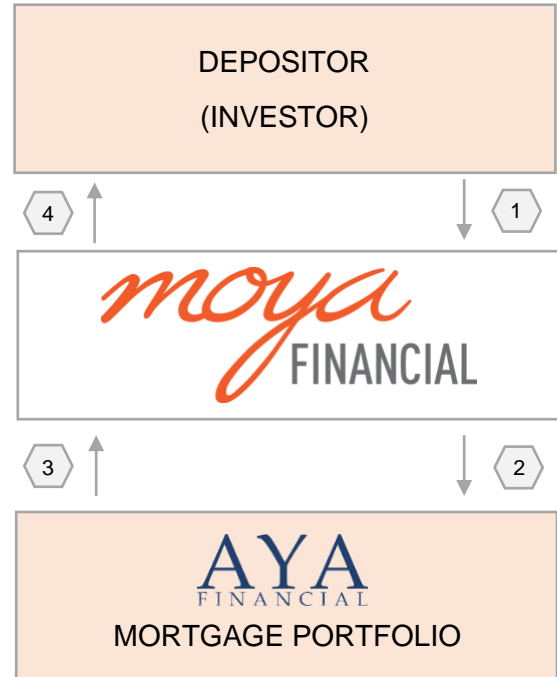 DEPOSITOR
(INVESTOR)
4
1
moya
FINANCIAL
3
2
AYA
FINANCIAL
MORTGAGE PORTFOLIO